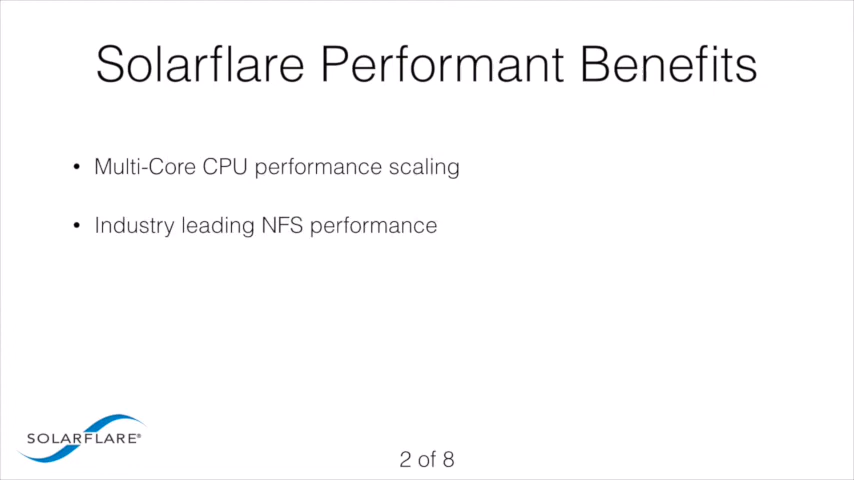 Solarflare Performant Benefits
• Multi-Core CPU performance scaling
• Industry leading NFS performance
SOLARFLARE®
2 of 8